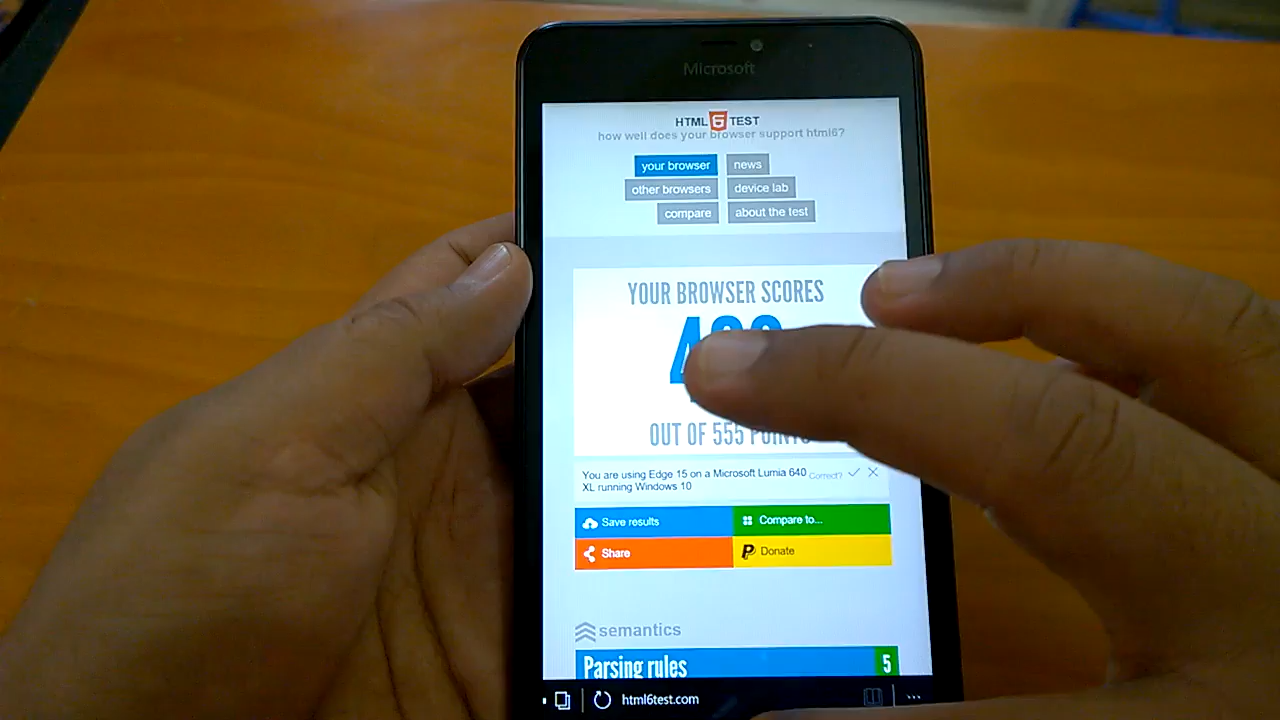 Microsoft
HTML 6 TEST
how well does your browser support html6?
your browser
news
other browsers
device lab
compare
about the test
YOUR BROWSER SCORES
OUT OF 555 POINTS
You are using Edge 15 on a Microsoft Lumia 640
XL running Windows 10
Correct?
Save results
Compare to...
Share
Donate
semantics
Parsing rules 5
html6test.com